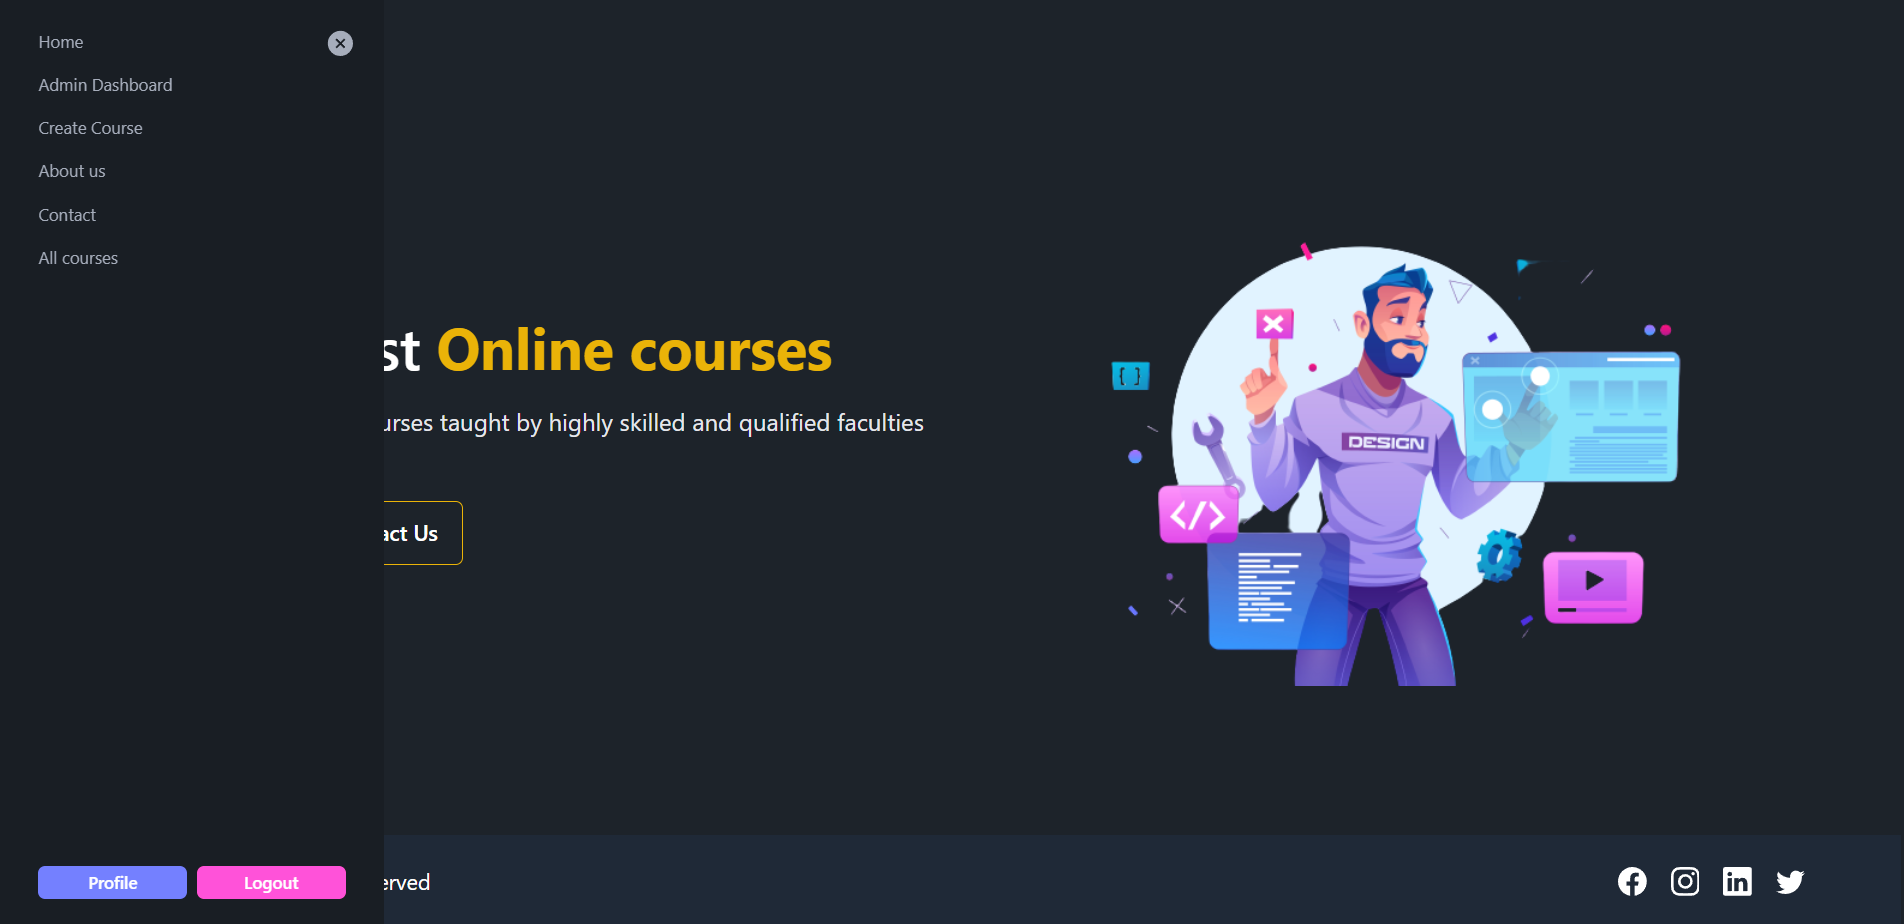 Home
Admin Dashboard
Create Course
About us
Contact
All courses
st Online courses
urses taught by highly skilled and qualified faculties
act Us
DESIGN
{ }
</>
Profile
Logout
erved